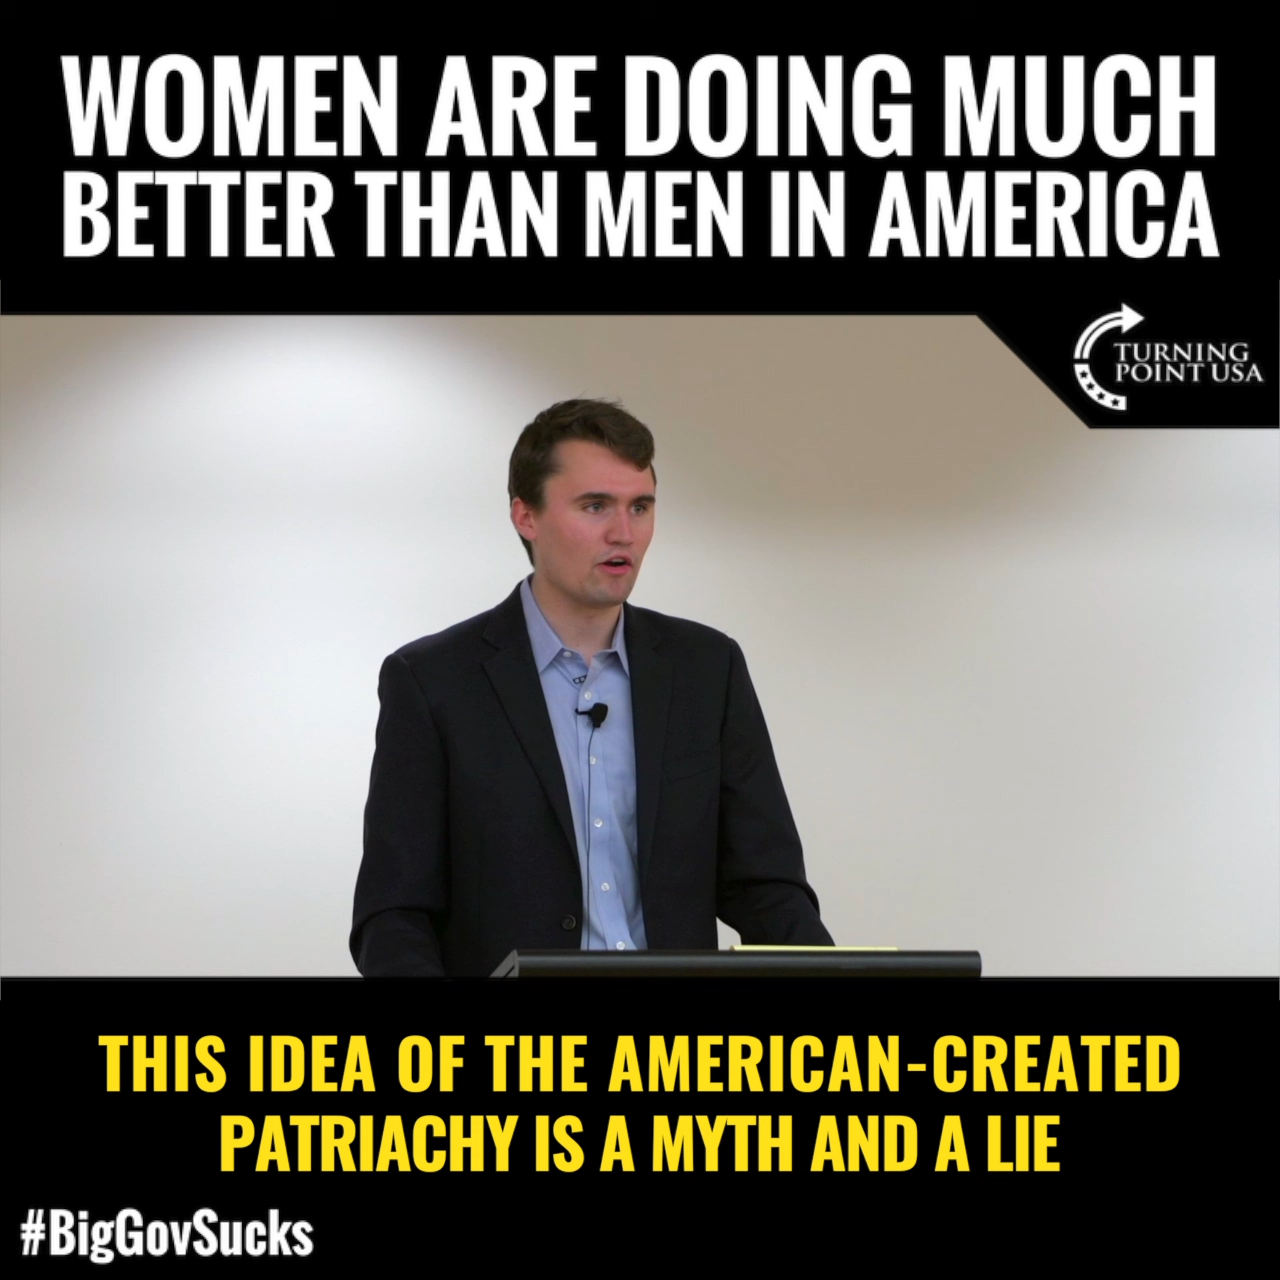 WOMEN ARE DOING MUCH
BETTER THAN MEN IN AMERICA
TURNING
POINT USA
THIS IDEA OF THE AMERICAN-CREATED
PATRIACHY IS A MYTH AND A LIE
#BigGovSucks